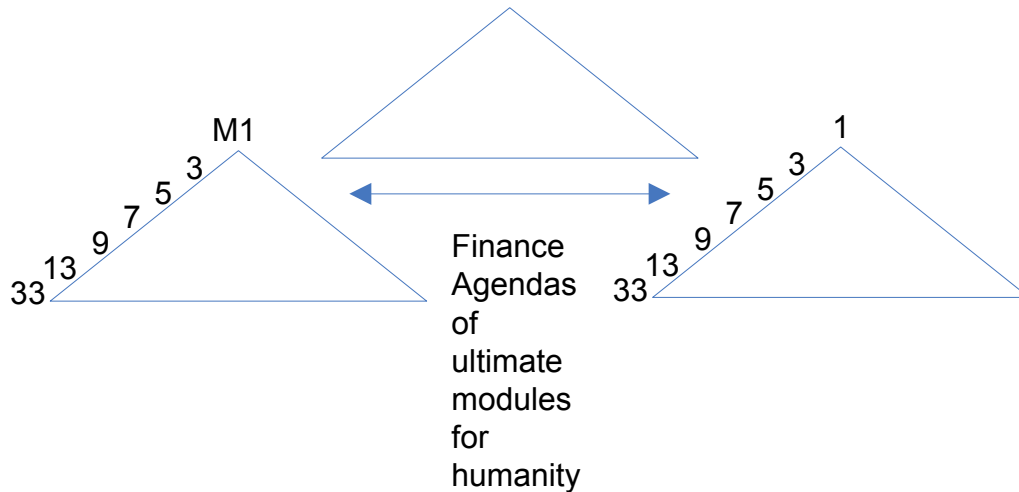 M1
3
5
7
9
13
33
Finance
Agendas
of
ultimate
modules
for
humanity
1
3
5
7
9
13
33